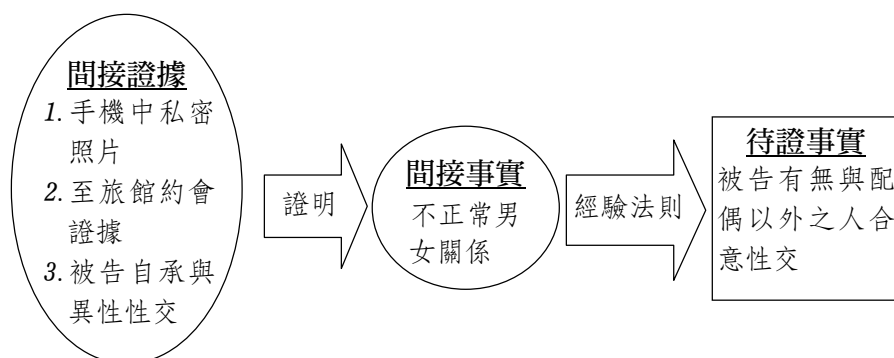 間接證據
1.手機中私密
照片
2.至旅館約會
證據
3.被告自承與
異性性交
證明
間接事實
不正常男
女關係
經驗法則
待證事實
被告有無與配
偶以外之人合
意性交